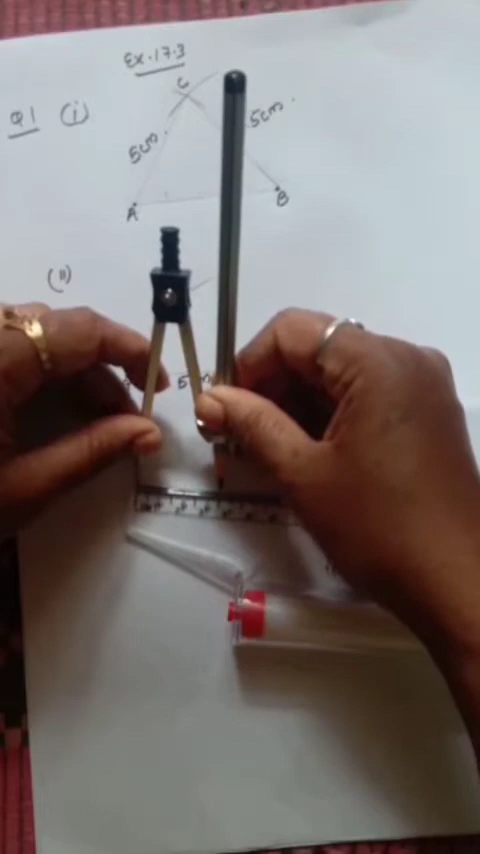 Ex. 17.3
Q1 (i)
C
5cm.
5cm.
A
B
(ii)